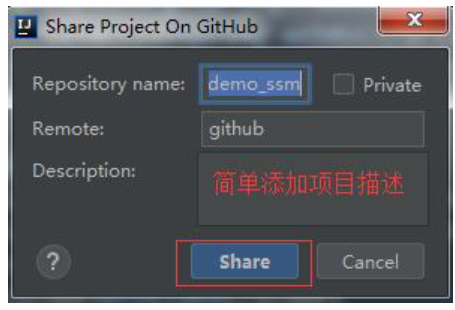 Share Project On GitHub
Repository name: demo_ssm Private
Remote: github
Description: 简单添加项目描述
? Share Cancel